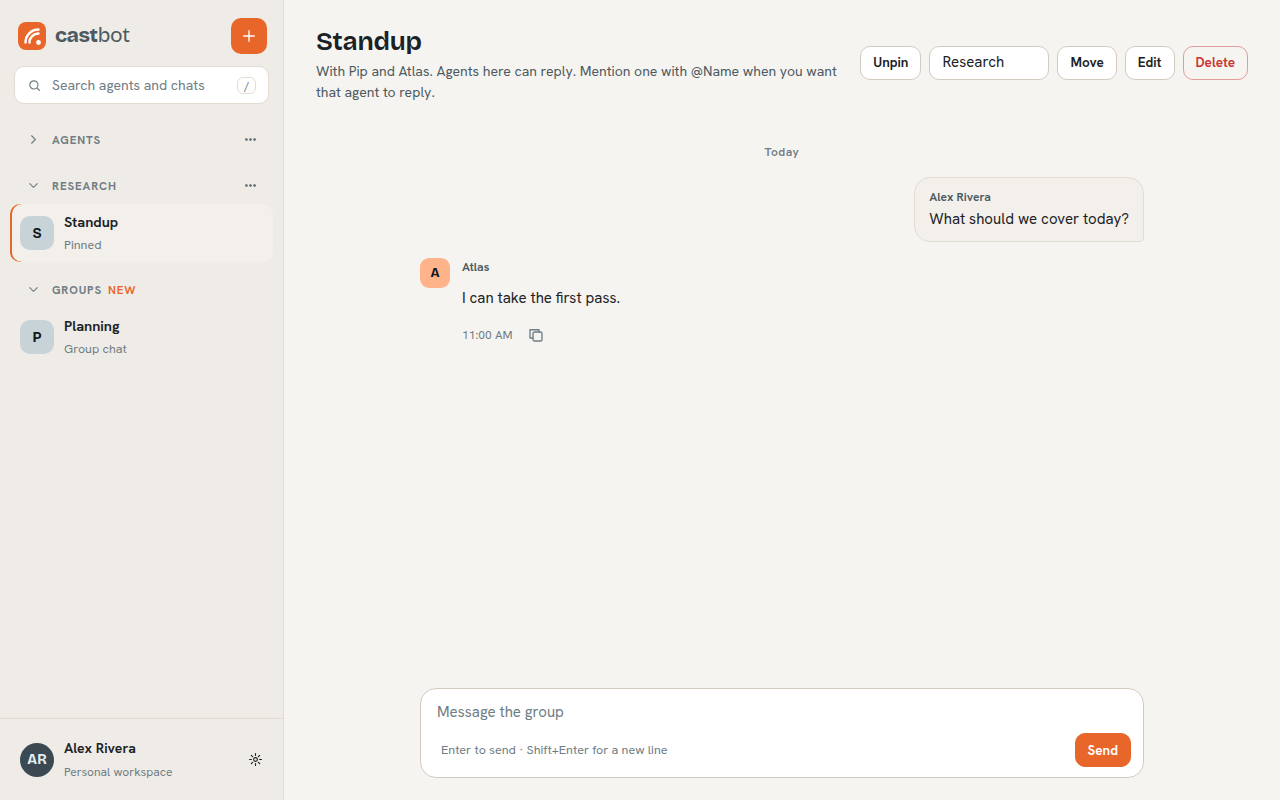 castbot
Search agents and chats /
AGENTS
RESEARCH
S
Standup
Pinned
GROUPS NEW
P
Planning
Group chat
AR
Alex Rivera
Personal workspace
Standup
With Pip and Atlas. Agents here can reply. Mention one with @Name when you want
that agent to reply.
Unpin
Research
Move
Edit
Delete
Today
Alex Rivera
What should we cover today?
A
Atlas
I can take the first pass.
11:00 AM
Message the group
Enter to send · Shift+Enter for a new line
Send